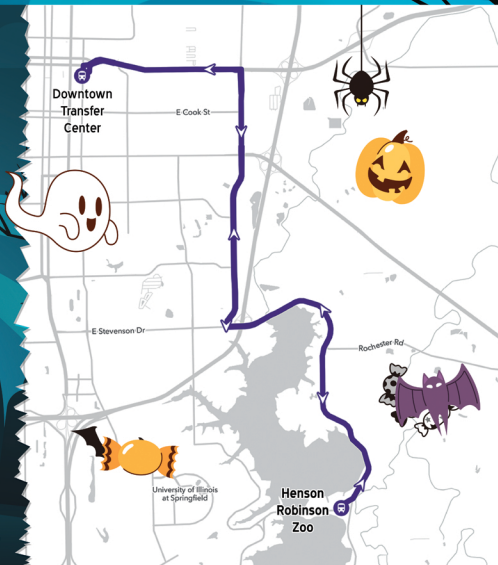 Downtown
Transfer
Center
E Cook St
E Stevenson Dr
Rochester Rd
University of Illinois
at Springfield
Henson
Robinson
Zoo